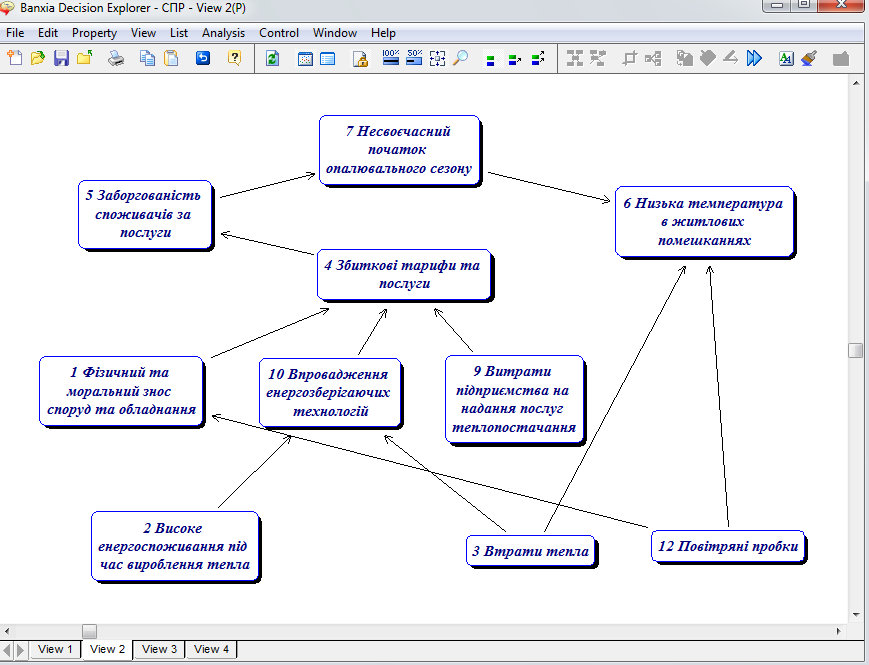 Banxia Decision Explorer - СПР - View 2(P)
File Edit Property View List Analysis Control Window Help
100% 50%
7 Несвоєчасний
початок
опалювального сезону
5 Заборгованість
споживачів за
послуги
6 Низька температура
в житлових
помешканнях
4 Збиткові тарифи та
послуги
1 Фізичний та
моральний знос
споруд та обладнання
10 Впровадження
енергозберігаючих
технологій
9 Витрати
підприємства на
надання послуг
теплопостачання
2 Високе
енергоспоживання під
час вироблення тепла
3 Втрати тепла
12 Повітряні пробки
View 1 View 2 View 3 View 4